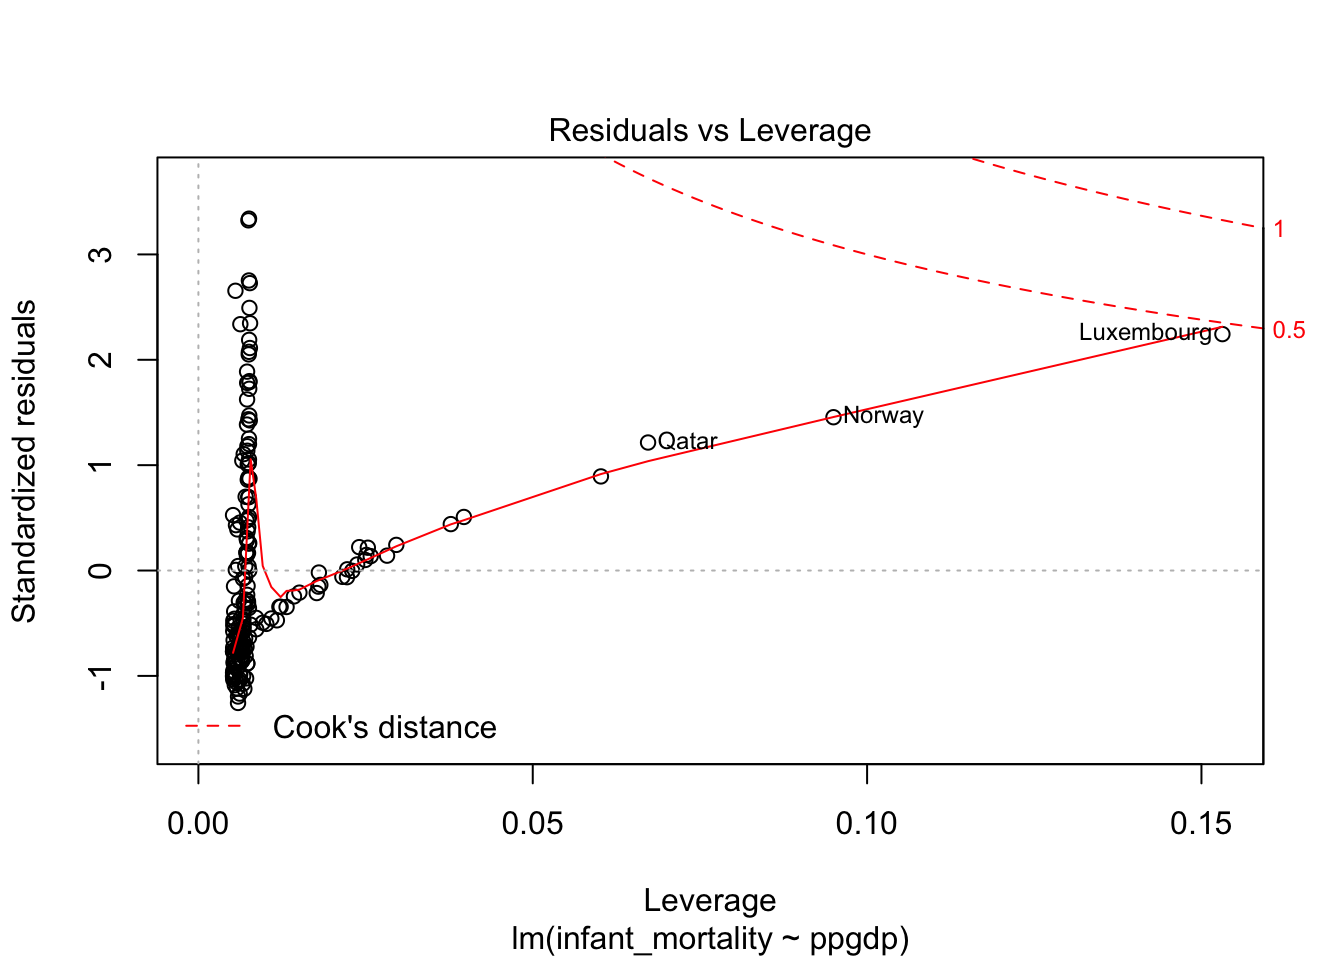 Residuals vs Leverage
Standardized residuals
3
2
1
0
-1
1
0.5
Luxembourg
Norway
Qatar
Cook's distance
0.00 0.05 0.10 0.15
Leverage
lm(infant_mortality ~ ppgdp)